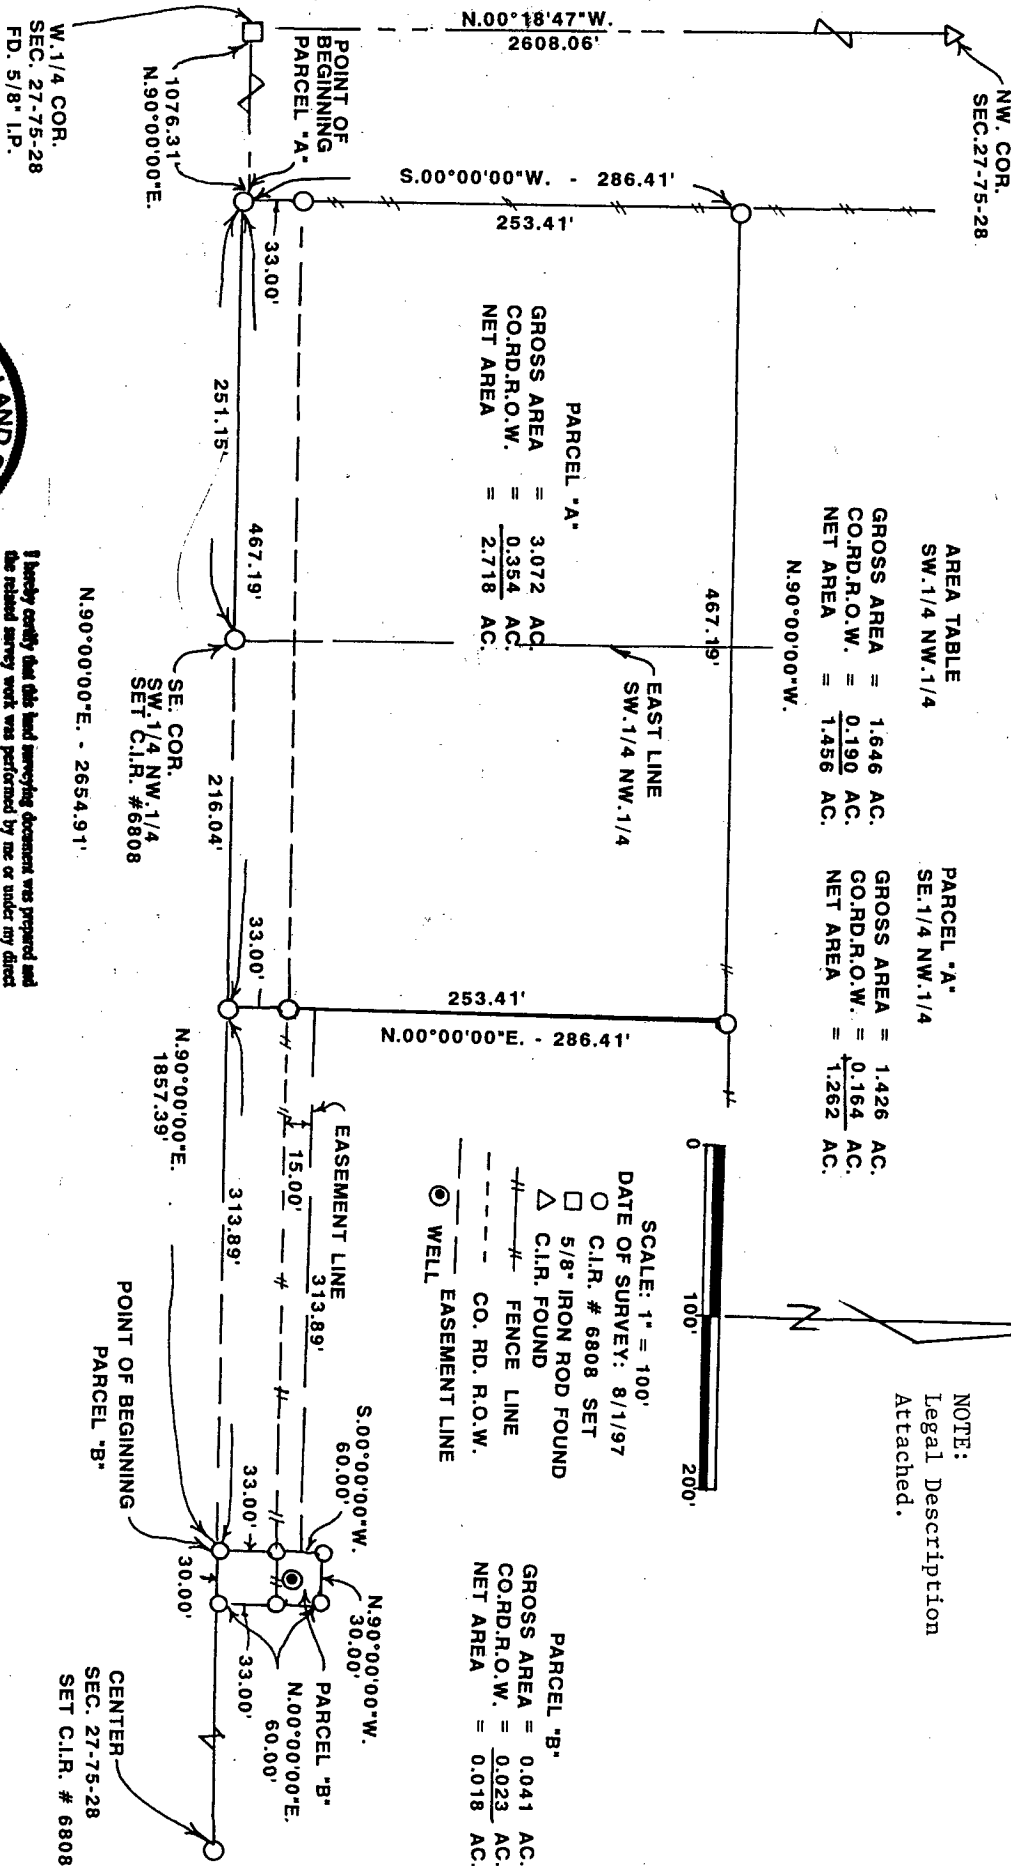 NW. COR.
SEC.27-75-28
N.00°18'47"W.
2608.06'
W.1/4 COR.
SEC. 27-75-28
FD. 5/8" I.P.
1076.31'
N.90°00'00"E.
POINT OF
BEGINNING
PARCEL "A"
S.00°00'00"W. - 286.41'
253.41'
33.00'
AREA TABLE
SW.1/4 NW.1/4
GROSS AREA = 1.646 AC.
CO.RD.R.O.W. = 0.190 AC.
NET AREA = 1.456 AC.
PARCEL "A"
SE.1/4 NW.1/4
GROSS AREA = 1.426 AC.
CO.RD.R.O.W. = 0.164 AC.
NET AREA = 1.262 AC.
N.90°00'00"W.
467.19'
PARCEL "A"
GROSS AREA = 3.072 AC.
CO.RD.R.O.W. = 0.354 AC.
NET AREA = 2.718 AC.
EAST LINE
SW.1/4 NW.1/4
251.15'
467.19'
216.04'
SE. COR.
SW.1/4 NW.1/4
SET C.I.R. #6808
N.90°00'00"E. - 2654.91'
33.00'
253.41'
N.00°00'00"E. - 286.41'
N.90°00'00"E.
1857.39'
EASEMENT LINE
15.00'
313.89'
313.89'
0
100'
200'
N
SCALE: 1" = 100'
DATE OF SURVEY: 8/1/97
C.I.R. # 6808 SET
5/8" IRON ROD FOUND
C.I.R. FOUND
FENCE LINE
CO. RD. R.O.W.
EASEMENT LINE
WELL
NOTE:
Legal Description
Attached.
S.00°00'00"W.
60.00'
N.90°00'00"W.
30.00'
33.00'
POINT OF BEGINNING
PARCEL "B"
30.00'
33.00'
PARCEL "B"
N.00°00'00"E.
60.00'
PARCEL "B"
GROSS AREA = 0.041 AC.
CO.RD.R.O.W. = 0.023 AC.
NET AREA = 0.018 AC.
CENTER
SEC. 27-75-28
SET C.I.R. # 6808
LAND
I hereby certify that this land surveying document was prepared and
the related survey work was performed by me or under my direct